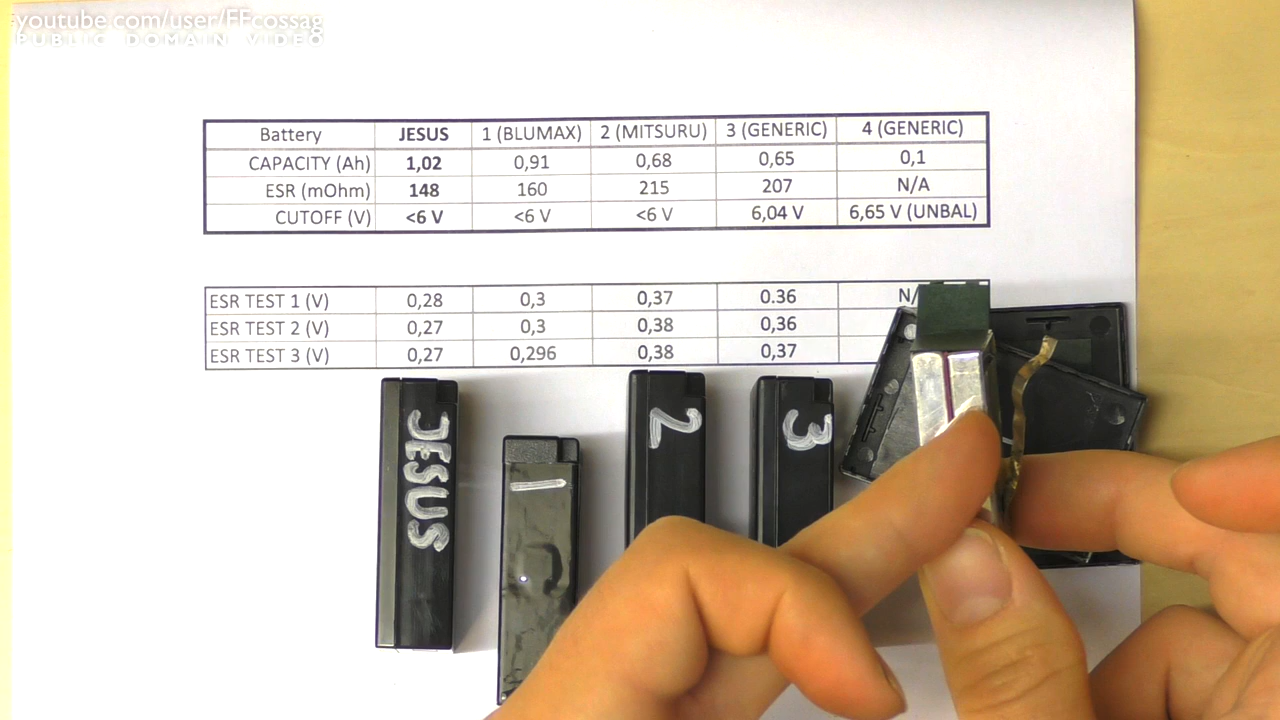 youtube.com/user/FFcossag
PUBLIC DOMAIN VIDEO
Battery JESUS 1 (BLUMAX) 2 (MITSURU) 3 (GENERIC) 4 (GENERIC)
CAPACITY (Ah) 1,02 0,91 0,68 0,65 0,1
ESR (mOhm) 148 160 215 207 N/A
CUTOFF (V) <6 V <6 V <6 V 6,04 V 6,65 V (UNBAL)
ESR TEST 1 (V) 0,28 0,3 0,37 0.36
ESR TEST 2 (V) 0,27 0,3 0,38 0,36
ESR TEST 3 (V) 0,27 0,296 0,38 0,37
JESUS
1
2
3